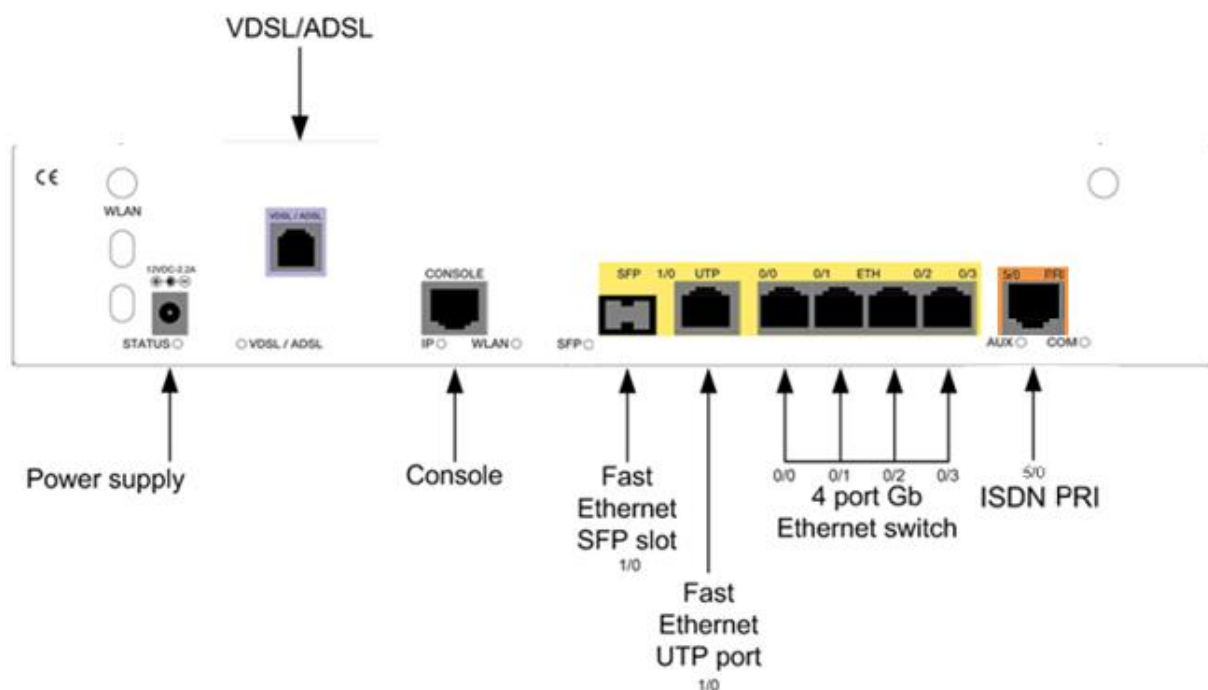 VDSL/ADSL
CE
WLAN
VDSL / ADSL
12VDC-2.2A
CONSOLE
SFP 1/0 UTP 0/0 0/1 ETH 0/2 0/3
5/0 PRI
STATUS
VDSL / ADSL
IP WLAN
SFP
AUX COM
Power supply
Console
Fast
Ethernet
SFP slot
1/0
Fast
Ethernet
UTP port
1/0
0/0 0/1 0/2 0/3
4 port Gb
Ethernet switch
5/0
ISDN PRI